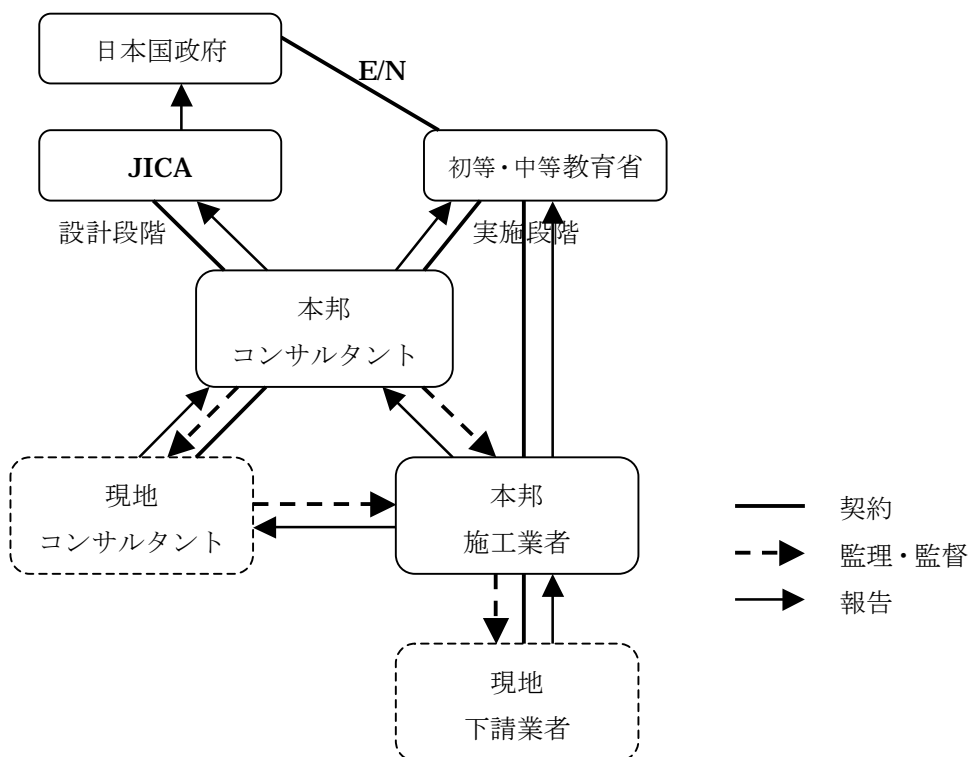 日本国政府
E/N
JICA
初等・中等教育省
設計段階
実施段階
本邦
コンサルタント
現地
コンサルタント
本邦
施工業者
現地
下請業者
契約
監理・監督
報告